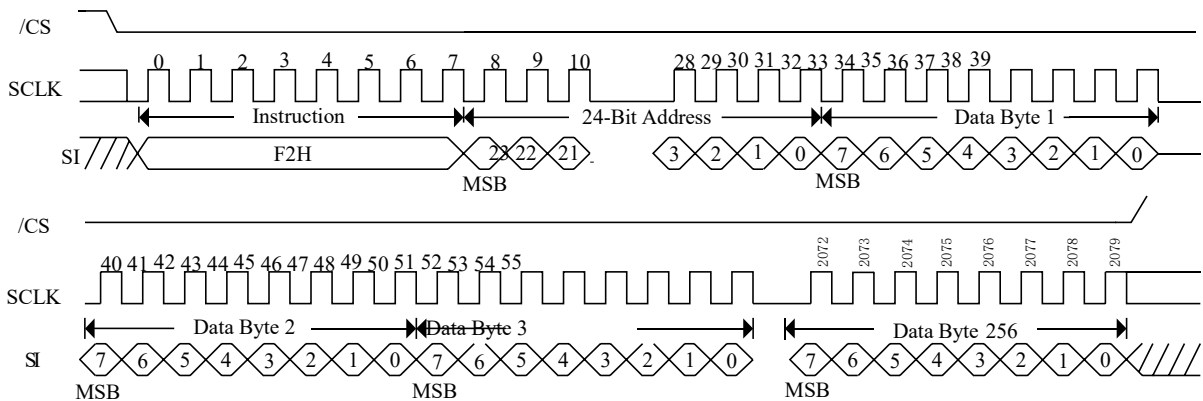 /CS
0 1 2 3 4 5 6 7 8 9 10 28 29 30 31 32 33 34 35 36 37 38 39
SCLK
Instruction 24-Bit Address Data Byte 1
SI F2H 23 22 21 3 2 1 0 7 6 5 4 3 2 1 0
MSB MSB
/CS
40 41 42 43 44 45 46 47 48 49 50 51 52 53 54 55 2072 2073 2074 2075 2076 2077 2078 2079
SCLK
Data Byte 2 Data Byte 3 Data Byte 256
SI 7 6 5 4 3 2 1 0 7 6 5 4 3 2 1 0 7 6 5 4 3 2 1 0
MSB MSB MSB